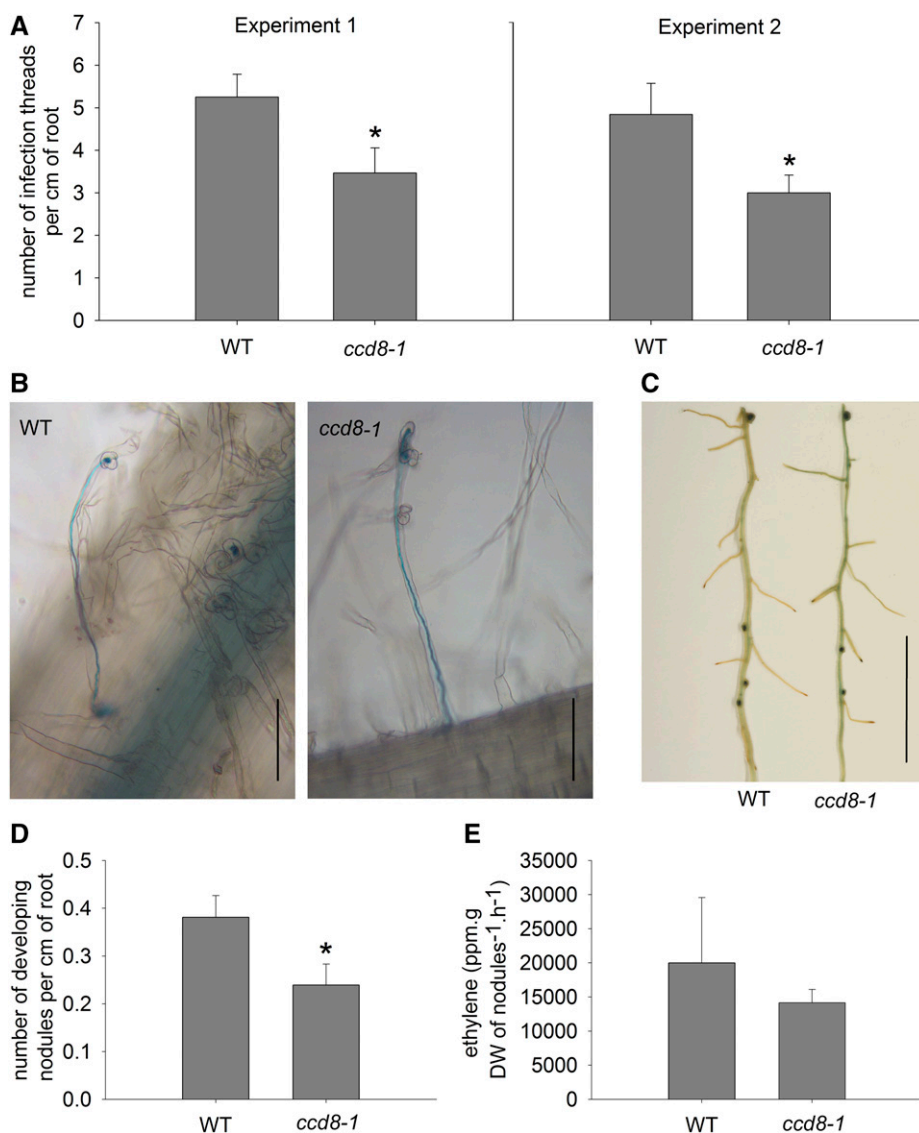 A
Experiment 1
Experiment 2
number of infection threads
per cm of root
7
6
5
4
3
2
1
0
*
*
WT
ccd8-1
WT
ccd8-1
B
WT
ccd8-1
C
WT
ccd8-1
D
number of developing
nodules per cm of root
0.5
0.4
0.3
0.2
0.1
0.0
*
WT
ccd8-1
E
ethylene (ppm.g
DW of nodules⁻¹.h⁻¹)
35000
30000
25000
20000
15000
10000
5000
0
WT
ccd8-1